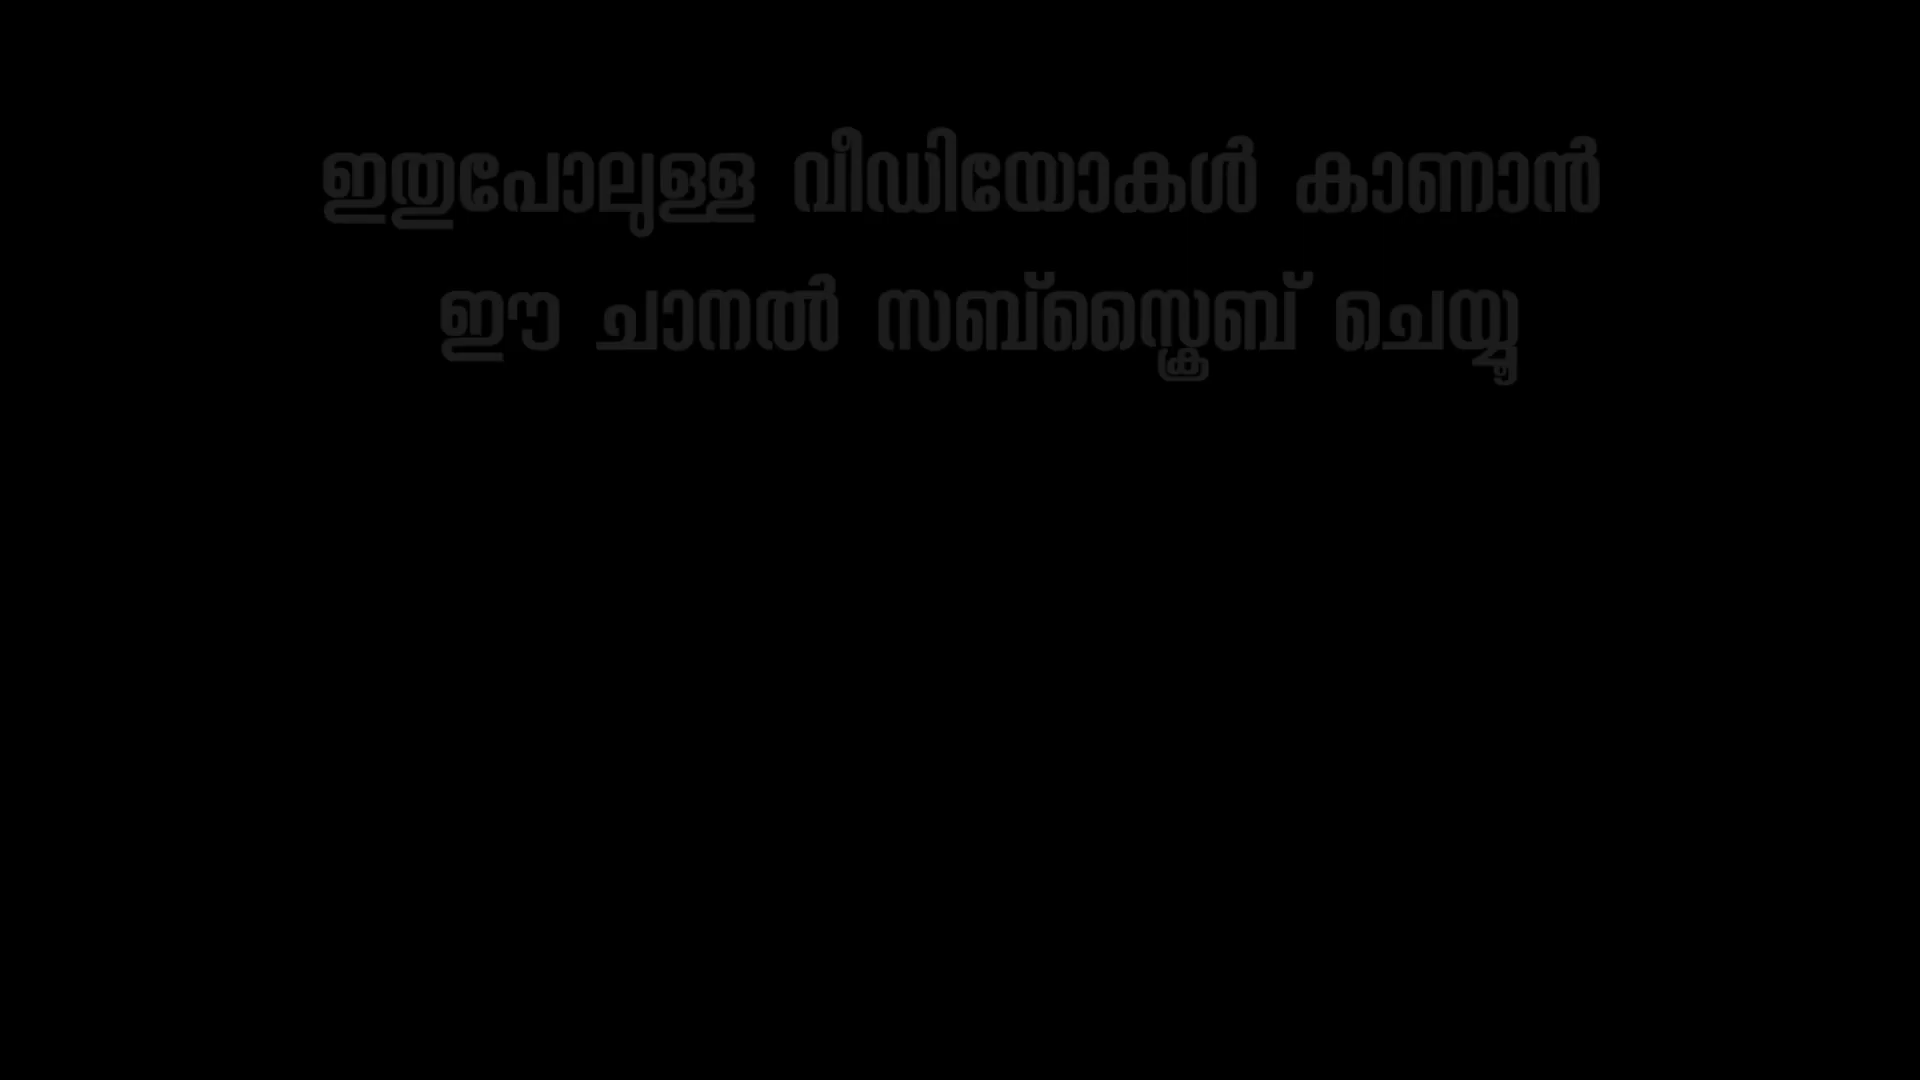 ഇതുപോലുള്ള വീഡിയോകൾ കാണാൻ
ഈ ചാനൽ സബ്സ്ക്രൈബ് ചെയ്യൂ